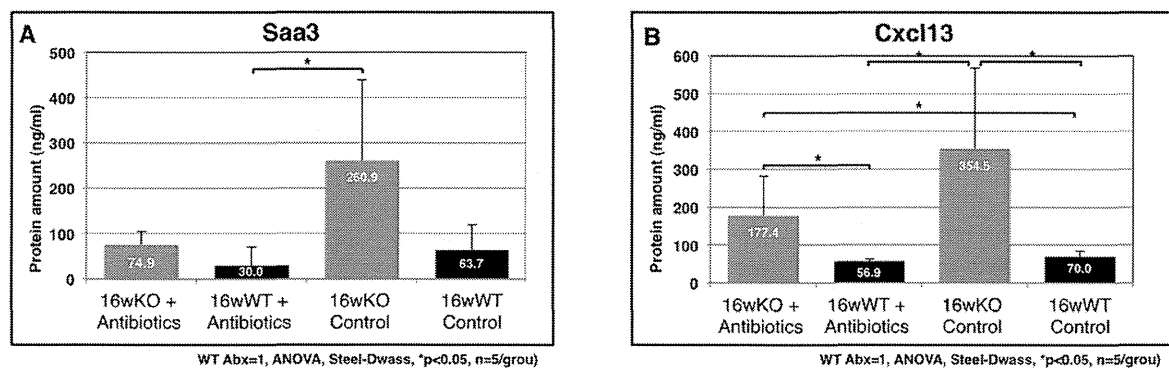 A
Saa3
Protein amount (ng/ml)
500
400
300
200
100
0
*
74.9
30.0
260.9
63.7
16wKO + Antibiotics
16wWT + Antibiotics
16wKO Control
16wWT Control
WT Abx=1, ANOVA, Steel-Dwass, *p<0.05, n=5/grou)
B
Cxcl13
Protein amount (ng/ml)
600
500
400
300
200
100
0
*
*
*
*
177.4
56.9
354.5
70.0
16wKO + Antibiotics
16wWT + Antibiotics
16wKO Control
16wWT Control
WT Abx=1, ANOVA, Steel-Dwass, *p<0.05, n=5/grou)